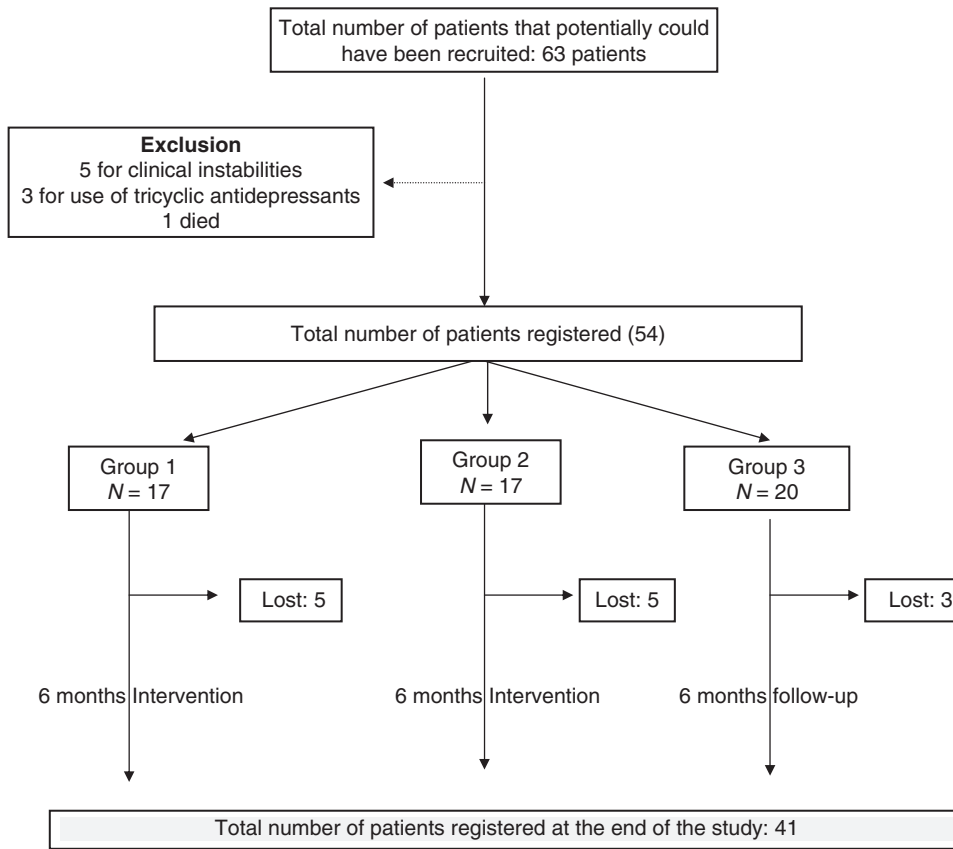 Total number of patients that potentially could
have been recruited: 63 patients
Exclusion
5 for clinical instabilities
3 for use of tricyclic antidepressants
1 died
Total number of patients registered (54)
Group 1
N = 17
Group 2
N = 17
Group 3
N = 20
Lost: 5
Lost: 5
Lost: 3
6 months Intervention
6 months Intervention
6 months follow-up
Total number of patients registered at the end of the study: 41